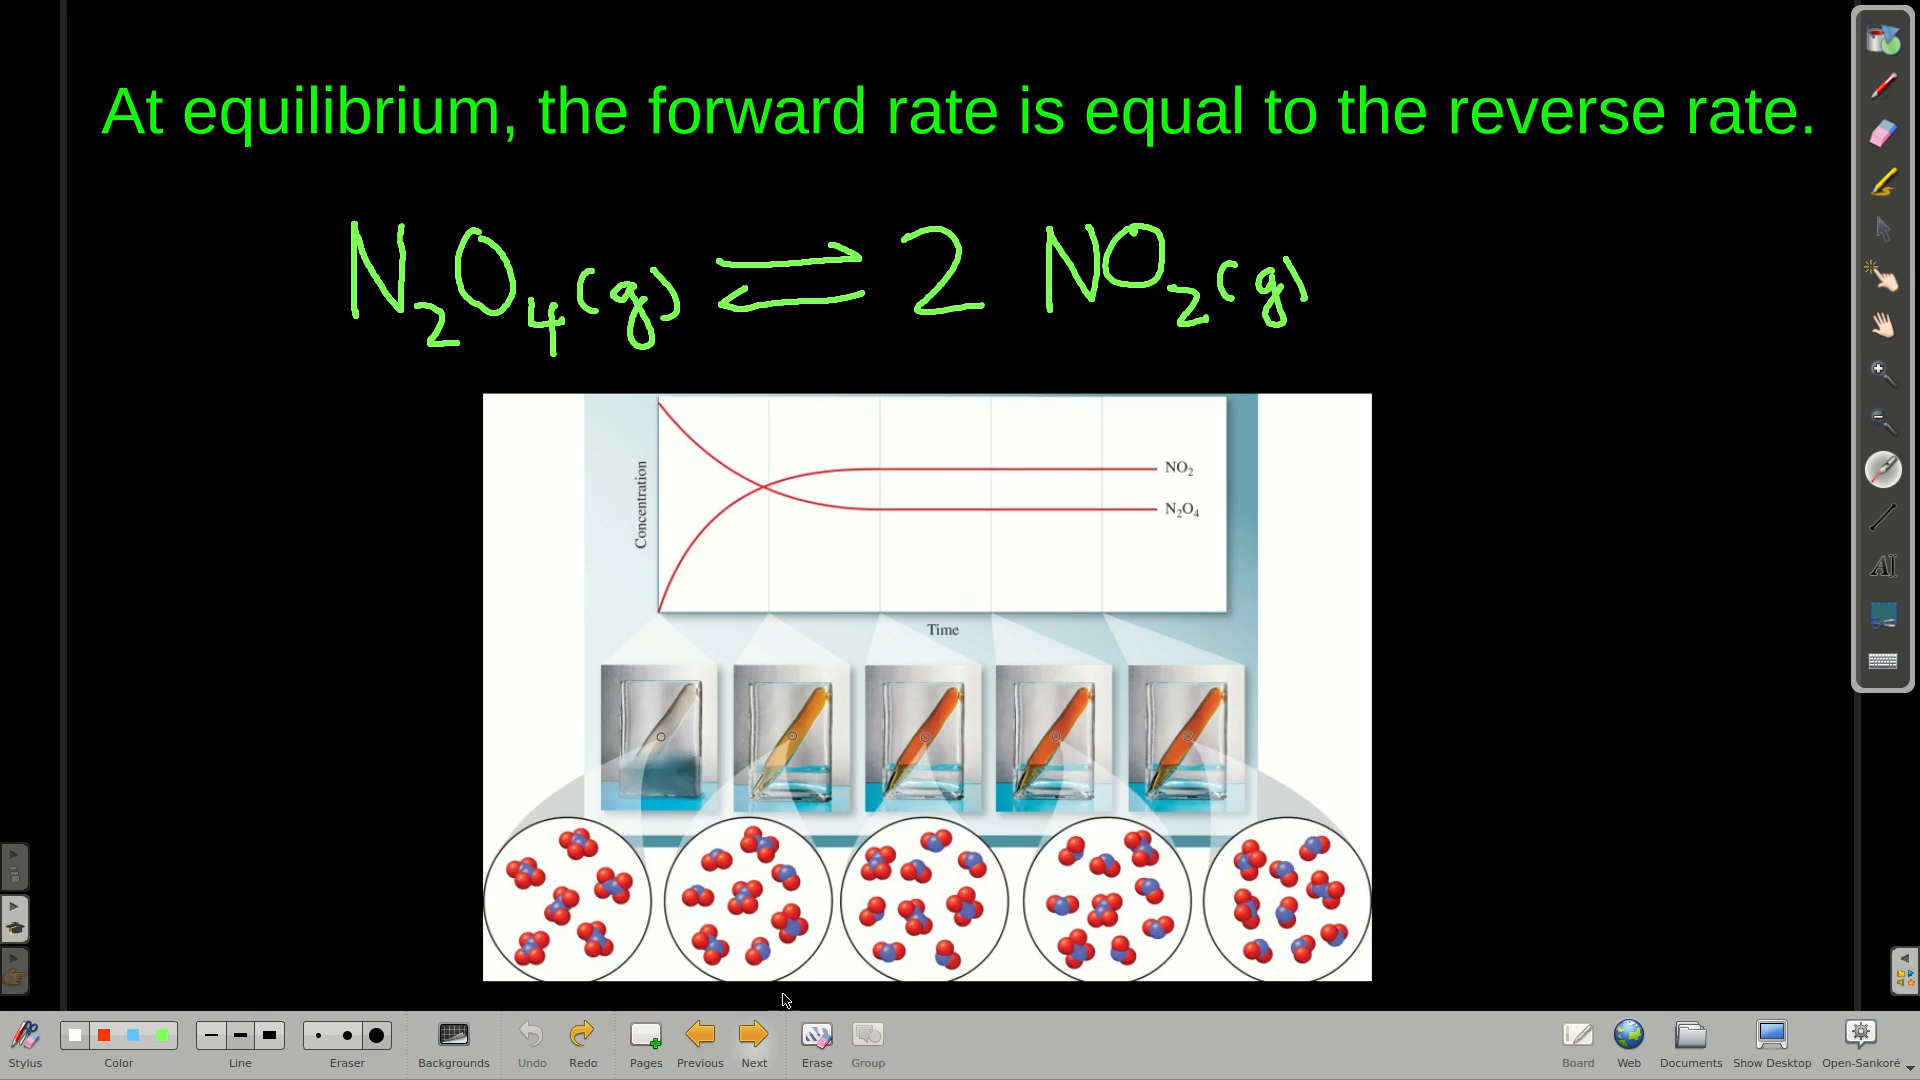 At equilibrium, the forward rate is equal to the reverse rate.
N₂O₄(g) ⇌ 2 NO₂(g)
Concentration
NO₂
N₂O₄
Time
Stylus
Color
Line
Eraser
Backgrounds
Undo
Redo
Pages
Previous
Next
Erase
Group
Board
Web
Documents
Show Desktop
Open-Sankoré
AI